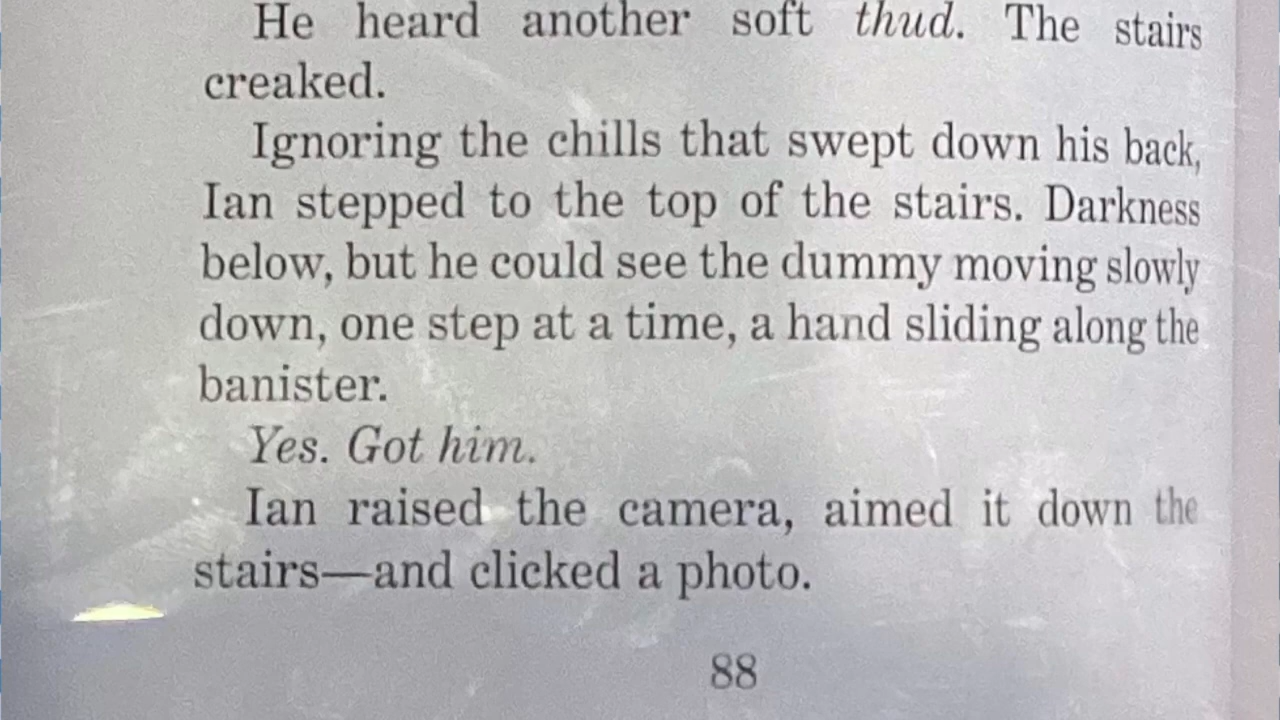 He heard another soft thud. The stairs
creaked.
Ignoring the chills that swept down his back,
Ian stepped to the top of the stairs. Darkness
below, but he could see the dummy moving slowly
down, one step at a time, a hand sliding along the
banister.
Yes. Got him.
Ian raised the camera, aimed it down the
stairs—and clicked a photo.
88